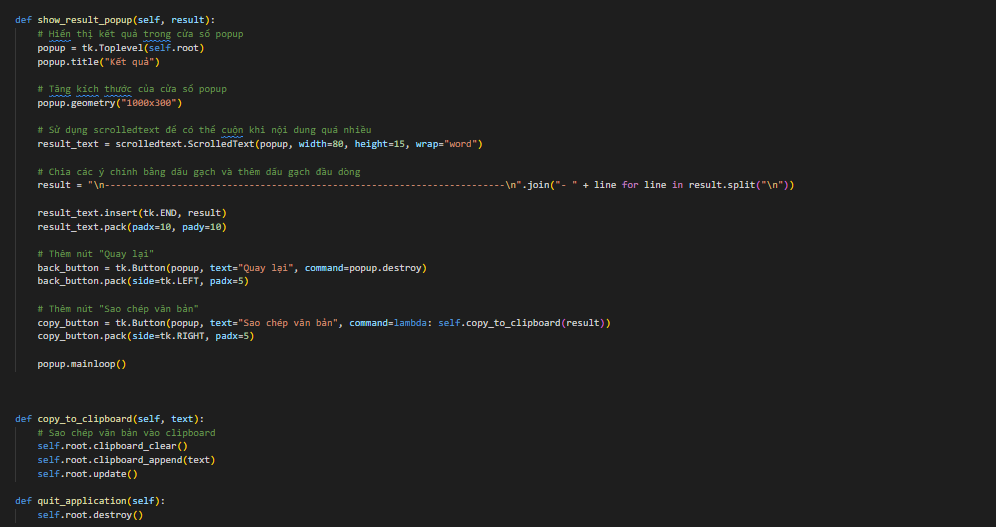 def show_result_popup(self, result):
# Hiển thị kết quả trong cửa sổ popup
popup = tk.Toplevel(self.root)
popup.title("Kết quả")
# Tăng kích thước của cửa sổ popup
popup.geometry("1000x300")
# Sử dụng scrolledtext để có thể cuộn khi nội dung quá nhiều
result_text = scrolledtext.ScrolledText(popup, width=80, height=15, wrap="word")
# Chia các ý chính bằng dấu gạch và thêm dấu gạch đầu dòng
result = "\n------------------------------------------------------------------------\n".join("- " + line for line in result.split("\n"))
result_text.insert(tk.END, result)
result_text.pack(padx=10, pady=10)
# Thêm nút "Quay lại"
back_button = tk.Button(popup, text="Quay lại", command=popup.destroy)
back_button.pack(side=tk.LEFT, padx=5)
# Thêm nút "Sao chép văn bản"
copy_button = tk.Button(popup, text="Sao chép văn bản", command=lambda: self.copy_to_clipboard(result))
copy_button.pack(side=tk.RIGHT, padx=5)
popup.mainloop()
def copy_to_clipboard(self, text):
# Sao chép văn bản vào clipboard
self.root.clipboard_clear()
self.root.clipboard_append(text)
self.root.update()
def quit_application(self):
self.root.destroy()